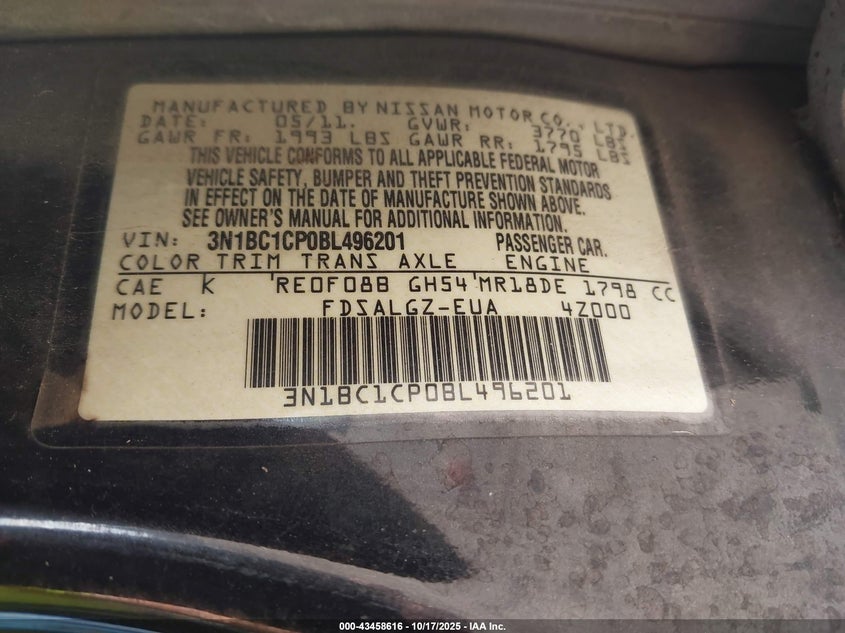 MANUFACTURED BY NISSAN MOTOR CO., LTD.
DATE: 05/11. GVWR: 3770 LBS
GAWR FR: 1993 LBS GAWR RR: 1795 LBS
THIS VEHICLE CONFORMS TO ALL APPLICABLE FEDERAL MOTOR
VEHICLE SAFETY, BUMPER AND THEFT PREVENTION STANDARDS
IN EFFECT ON THE DATE OF MANUFACTURE SHOWN ABOVE.
SEE OWNER'S MANUAL FOR ADDITIONAL INFORMATION.
VIN: 3N1BC1CP0BL496201 PASSENGER CAR.
COLOR TRIM TRANS AXLE ENGINE
CAE K RE0F08B GH54 MR18DE 1798 CC
MODEL: FDSALGZ-EUA 4Z000
3N1BC1CP0BL496201
000-43458616 - 10/17/2025 - IAA Inc.